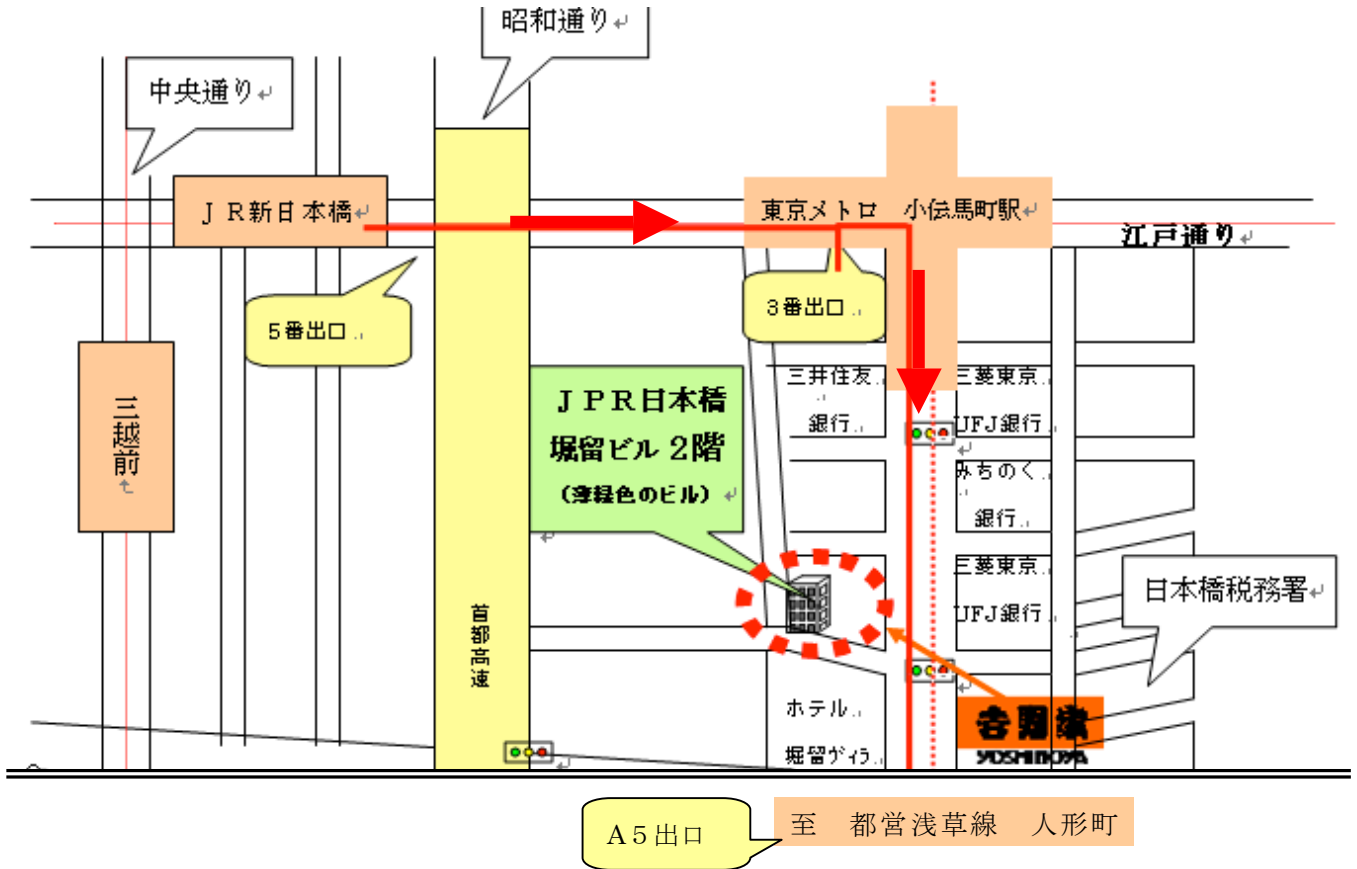 昭和通り
中央通り
JR新日本橋
東京メトロ 小伝馬町駅
江戸通り
5番出口
3番出口
三越前
JPR日本橋
堀留ビル 2階
(薄緑色のビル)
三井住友
銀行
三菱東京
UFJ銀行
みちのく
銀行
三菱東京
UFJ銀行
日本橋税務署
首都高速
ホテル
堀留ヴィラ
吉野家
YOSHINOYA
A5出口
至 都営浅草線 人形町